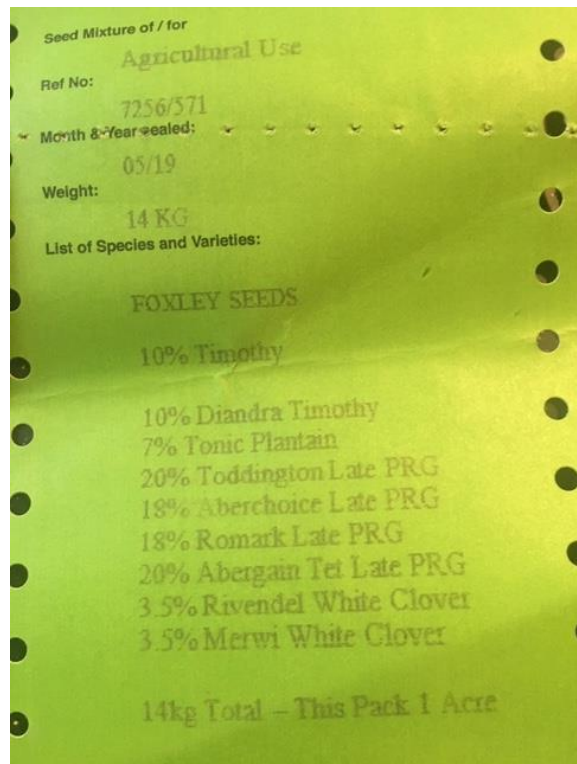 Seed Mixture of / for
Agricultural Use
Ref No:
7256/571
Month & Year sealed:
05/19
Weight:
14 KG
List of Species and Varieties:
FOXLEY SEEDS
10% Timothy
10% Diandra Timothy
7% Tonic Plantain
20% Toddington Late PRG
18% Aberchoice Late PRG
18% Romark Late PRG
20% Abergain Tet Late PRG
3.5% Rivendel White Clover
3.5% Merwi White Clover
14kg Total – This Pack 1 Acre